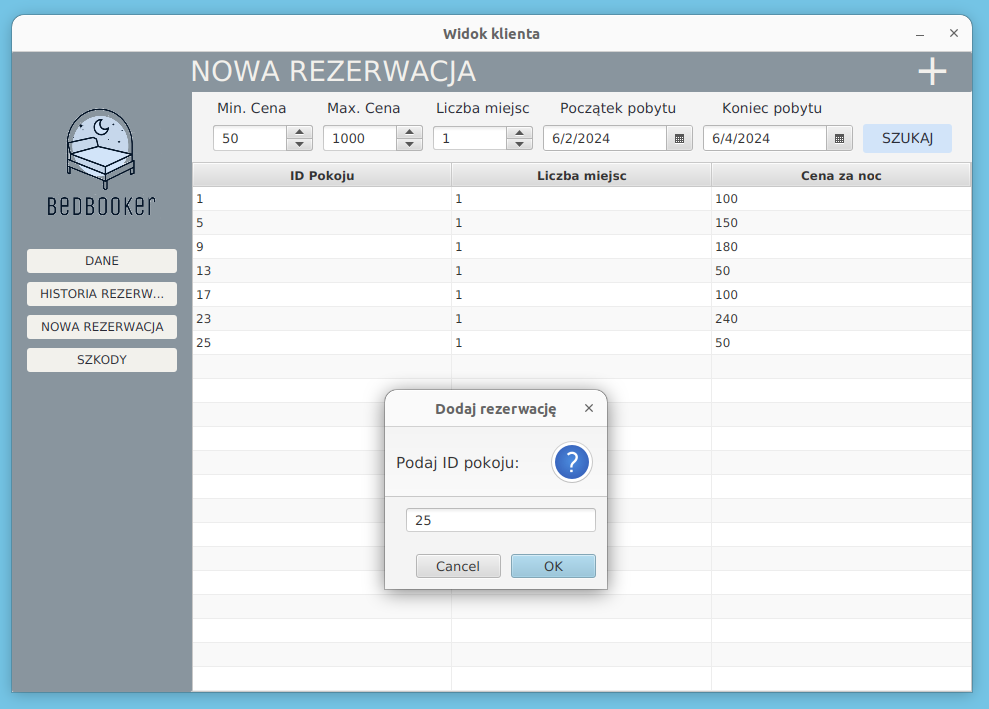 Widok klienta
NOWA REZERWACJA
Min. Cena Max. Cena Liczba miejsc Początek pobytu Koniec pobytu
50 1000 1 6/2/2024 6/4/2024 SZUKAJ
BEDBOOKER
DANE
HISTORIA REZERW...
NOWA REZERWACJA
SZKODY
ID Pokoju Liczba miejsc Cena za noc
1 1 100
5 1 150
9 1 180
13 1 50
17 1 100
23 1 240
25 1 50
Dodaj rezerwację
Podaj ID pokoju: ?
25
Cancel OK